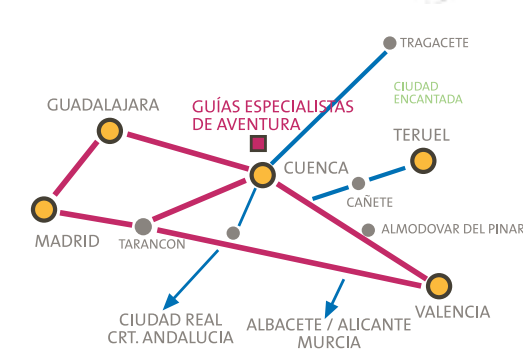 TRAGACETE
CIUDAD
ENCANTADA
GUADALAJARA
GUÍAS ESPECIALISTAS
DE AVENTURA
TERUEL
CUENCA
CAÑETE
ALMODOVAR DEL PINAR
MADRID
TARANCON
VALENCIA
CIUDAD REAL
CRT. ANDALUCIA
ALBACETE / ALICANTE
MURCIA